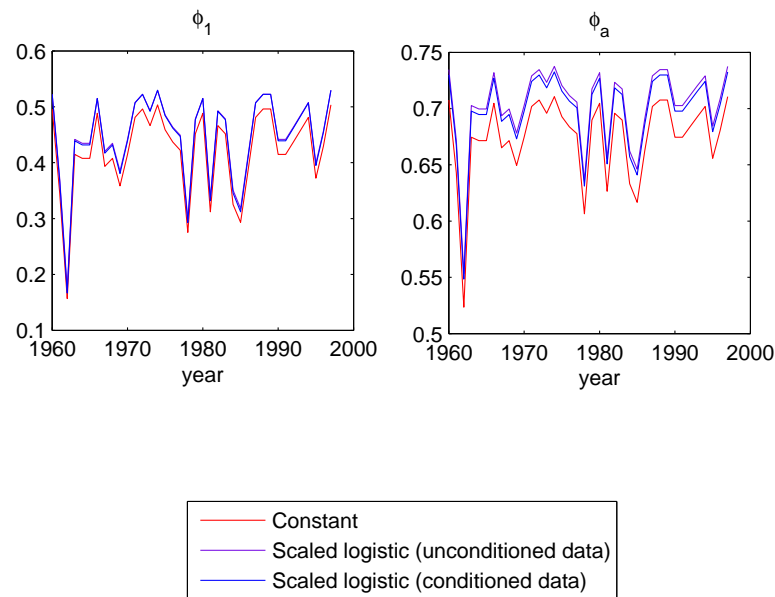 ϕ1
0.6
0.5
0.4
0.3
0.2
0.1
1960 1970 1980 1990 2000
year
ϕa
0.75
0.7
0.65
0.6
0.55
0.5
1960 1970 1980 1990 2000
year
Constant
Scaled logistic (unconditioned data)
Scaled logistic (conditioned data)